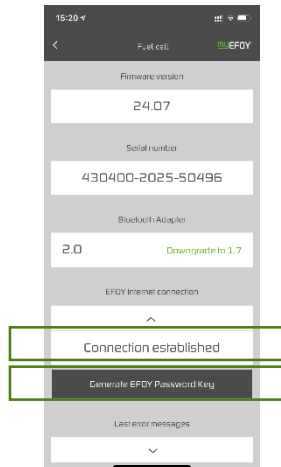 15:20
Fuel cell
myEFOY
Firmware version
24.07
Serial number
430400-2025-50496
Bluetooth Adapter
2.0
Downgrade to 1.7
EFOY Internet connection
Connection established
Generate EFOY Password Key
Last error messages